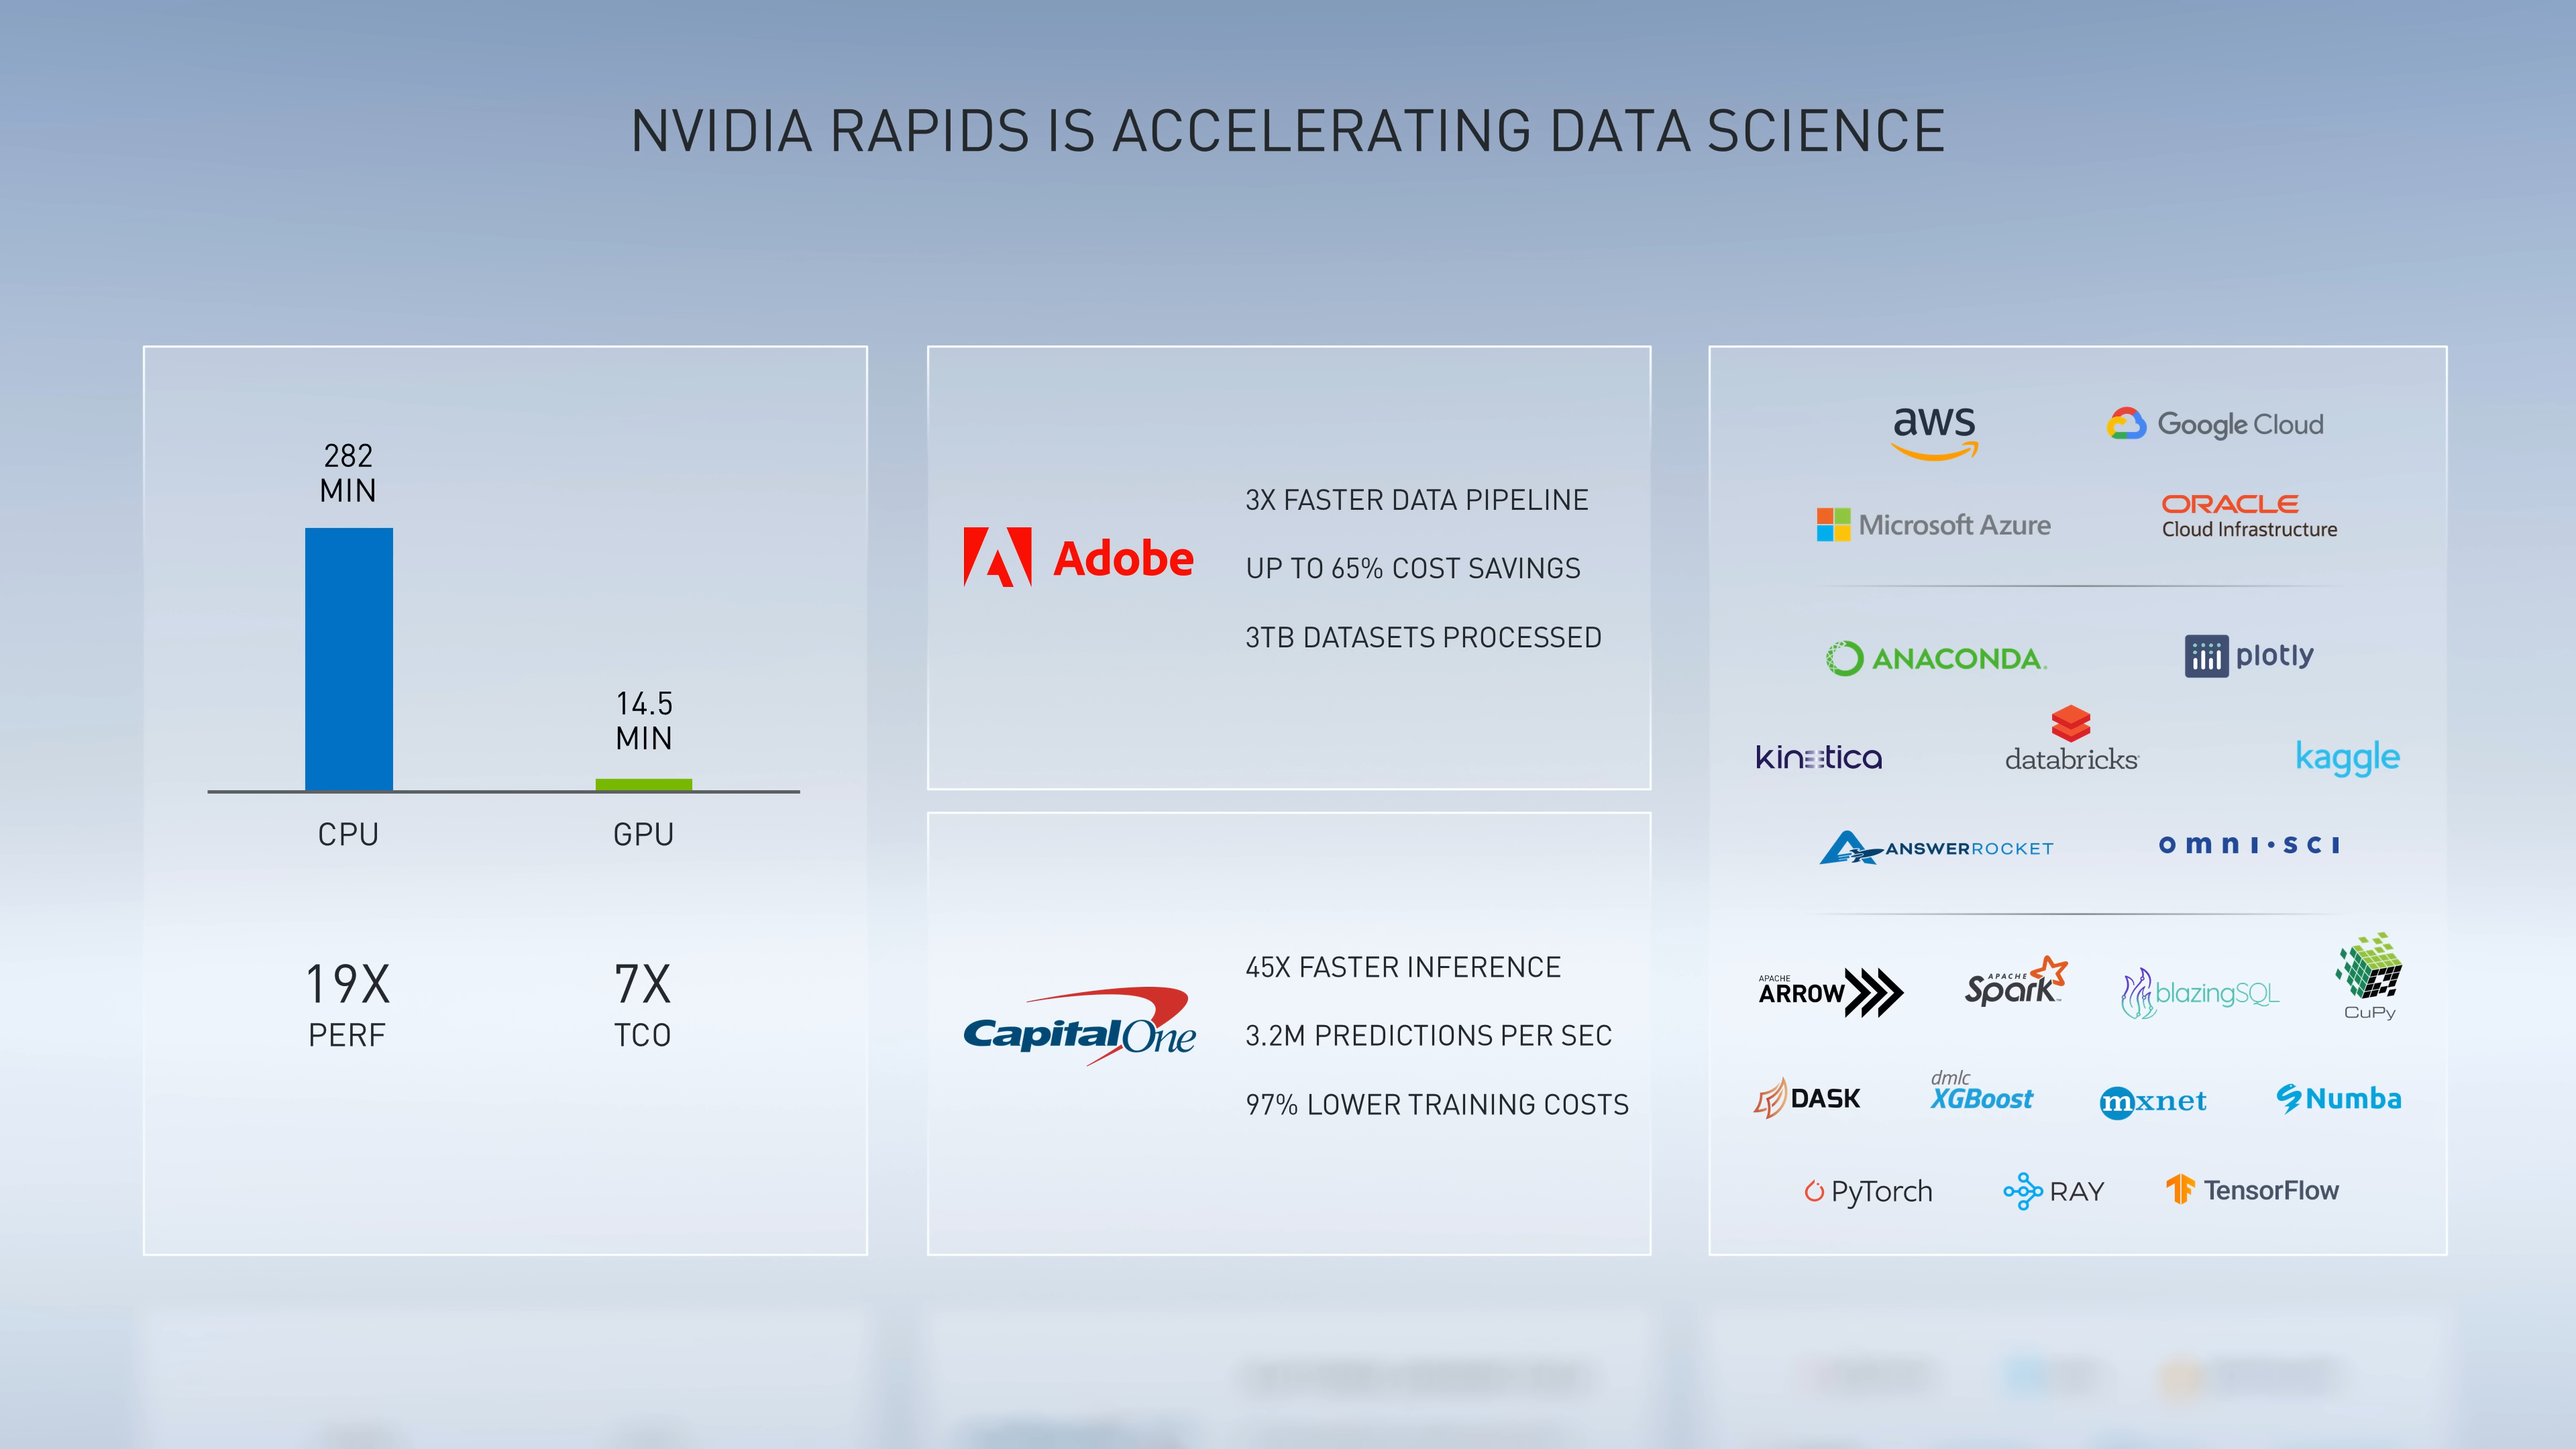 NVIDIA RAPIDS IS ACCELERATING DATA SCIENCE
282
MIN
14.5
MIN
CPU
GPU
19X
PERF
7X
TCO
Adobe
3X FASTER DATA PIPELINE
UP TO 65% COST SAVINGS
3TB DATASETS PROCESSED
CapitalOne
45X FASTER INFERENCE
3.2M PREDICTIONS PER SEC
97% LOWER TRAINING COSTS
aws
Google Cloud
Microsoft Azure
ORACLE
Cloud Infrastructure
ANACONDA.
plotly
kinetica
databricks
kaggle
ANSWERROCKET
omni·sci
APACHE
ARROW
APACHE
Spark™
blazingSQL
CuPy
DASK
dmlc
XGBoost
mxnet
Numba
PyTorch
RAY
TensorFlow